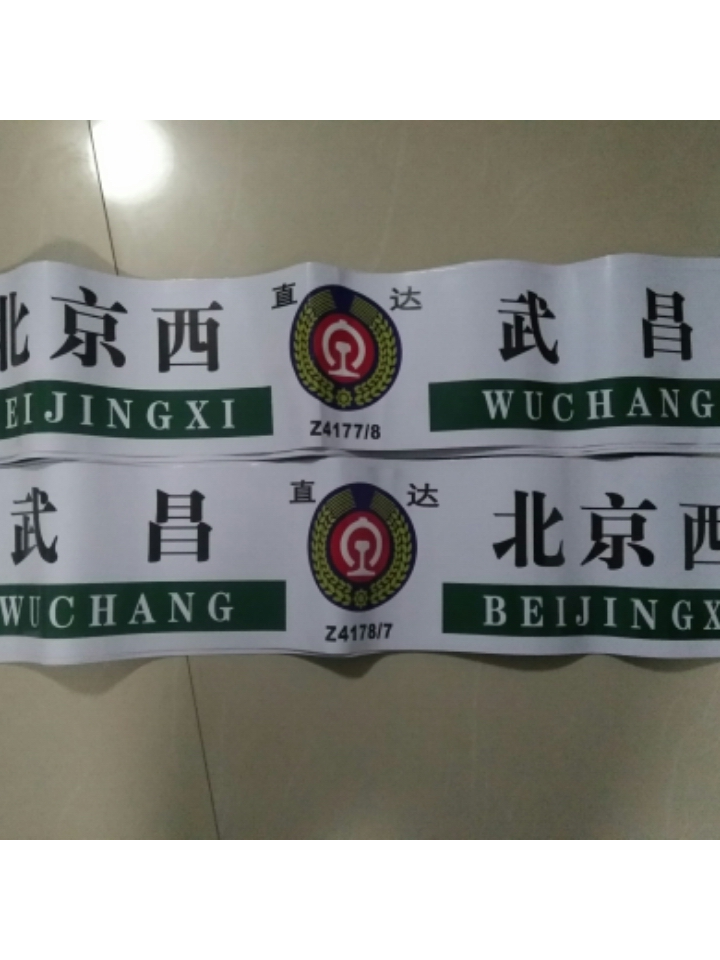 北京西 直达 武昌
EIJINGXI WUCHANG
Z4177/8
武昌 直达 北京西
WUCHANG BEIJINGX
Z4178/7